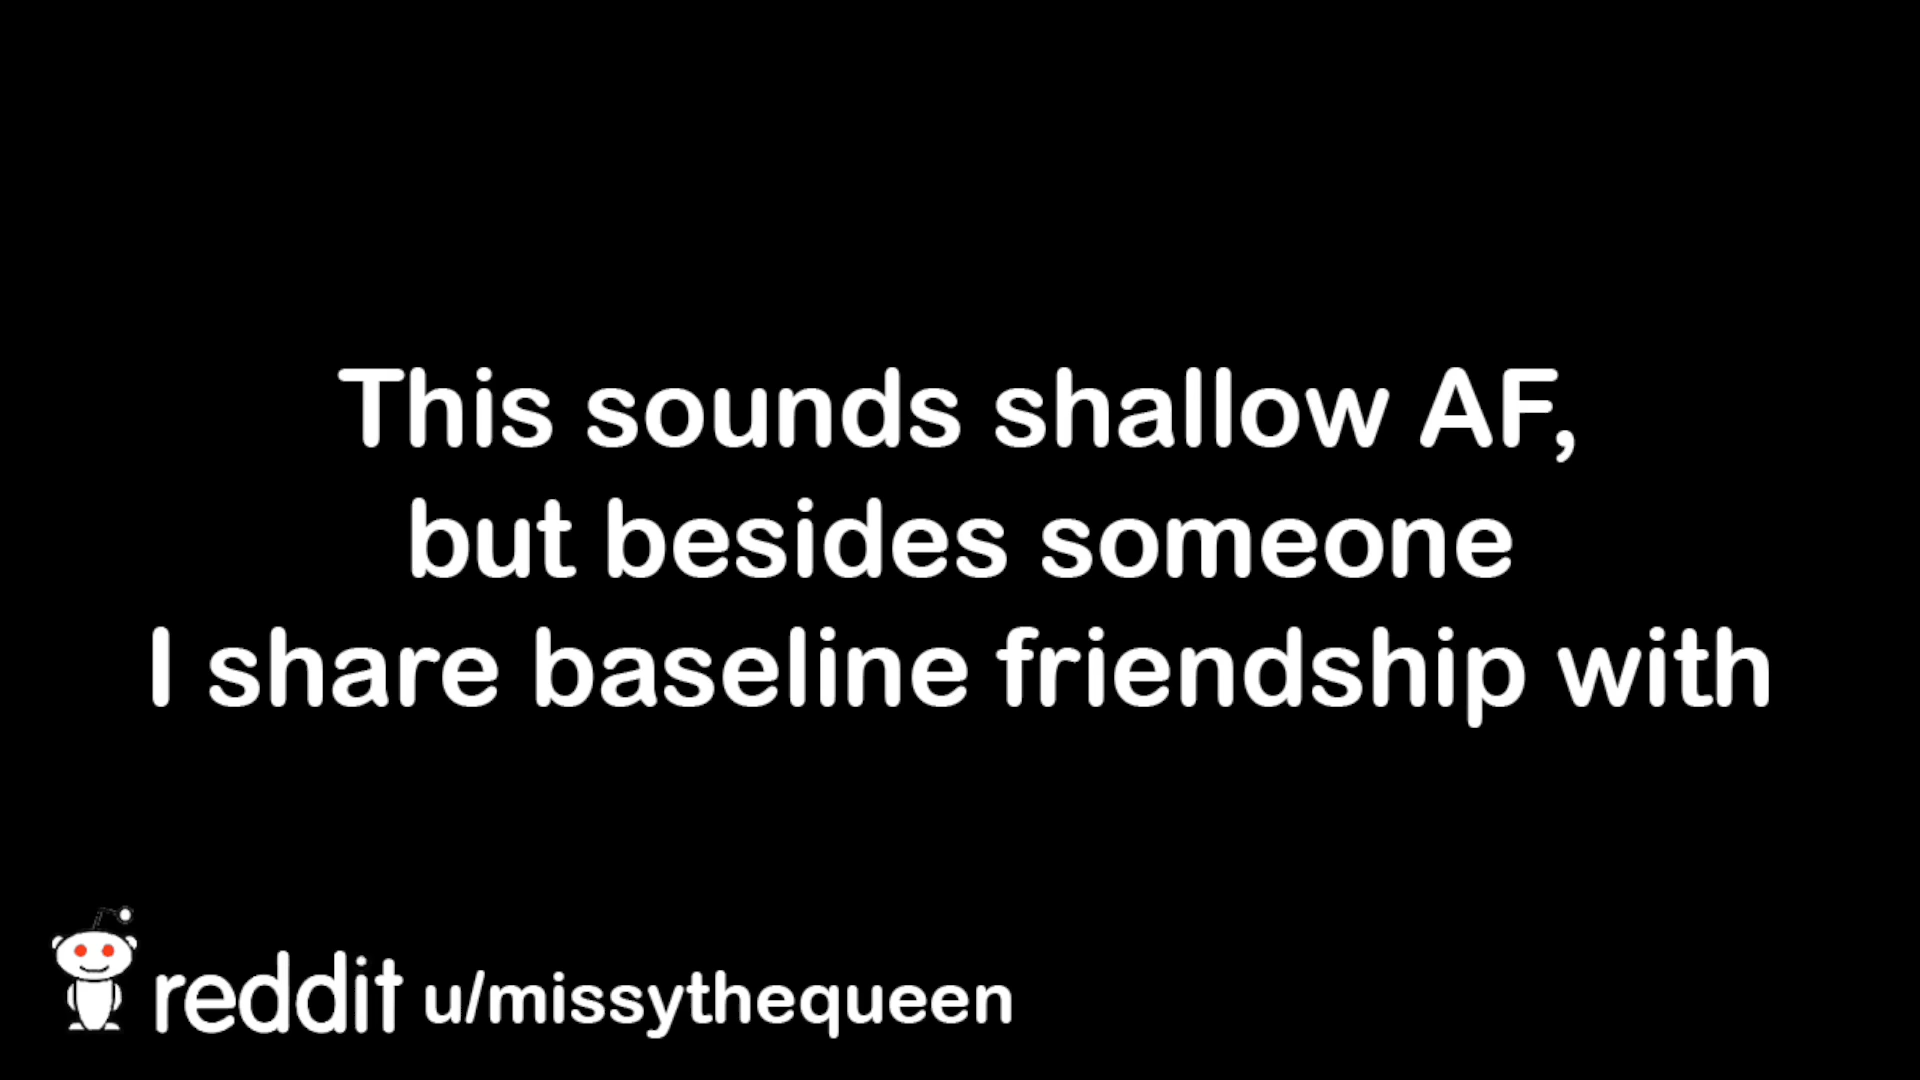 This sounds shallow AF,
but besides someone
I share baseline friendship with
reddit u/missythequeen